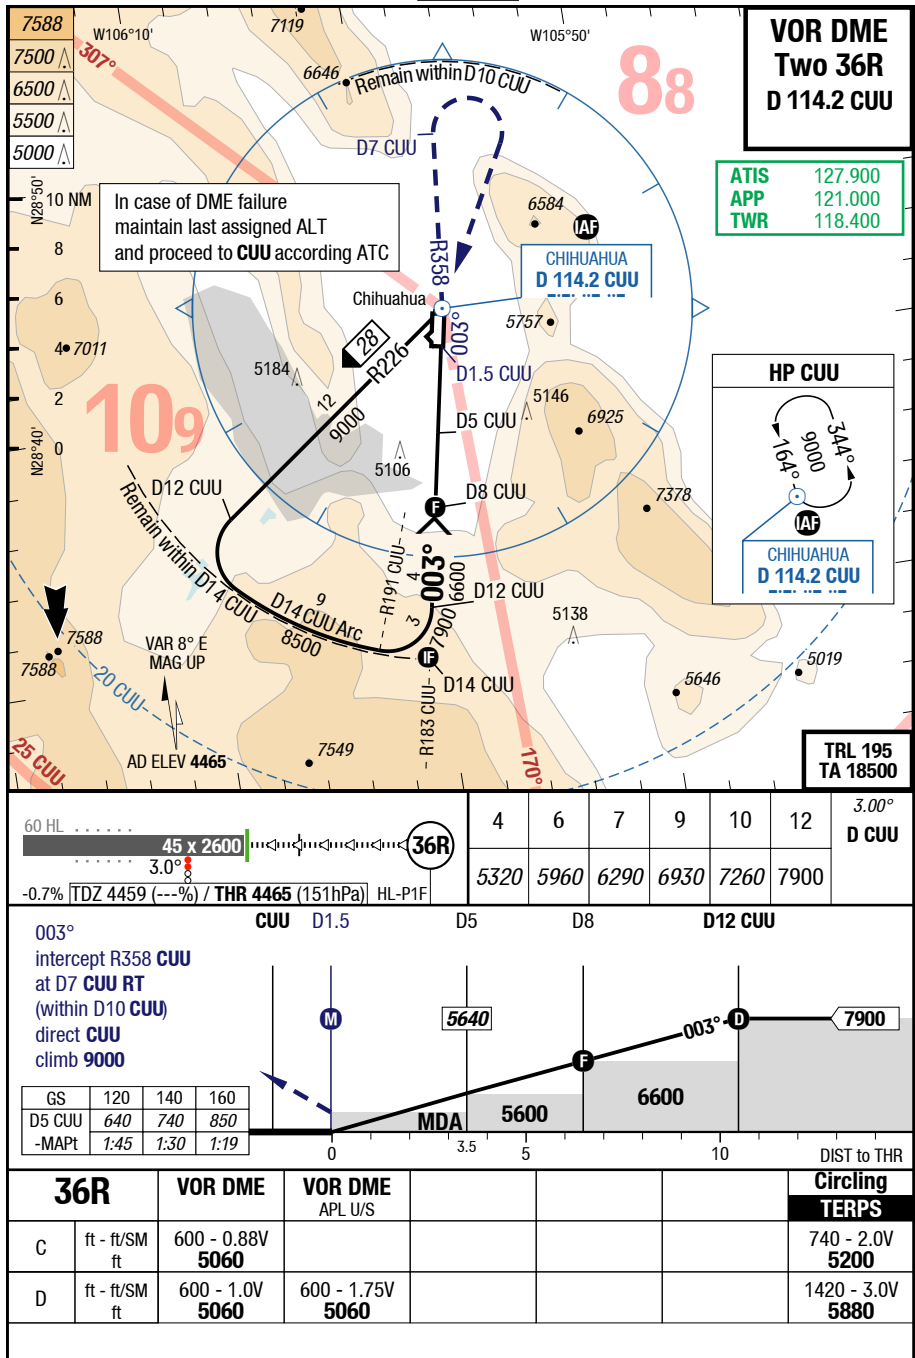 7588
7500
6500
5500
5000
W106°10'
7119
W105°50'
307°
6646
Remain within D10 CUU
88
VOR DME
Two 36R
D 114.2 CUU
ATIS 127.900
APP 121.000
TWR 118.400
D7 CUU
N28°50'
10 NM
8
6
4
2
0
N28°40'
In case of DME failure
maintain last assigned ALT
and proceed to CUU according ATC
6584
IAF
R358
CHIHUAHUA
D 114.2 CUU
Chihuahua
003°
5757
28
R226
7011
5184
D1.5 CUU
12
9000
5146
D5 CUU
6925
109
5106
D12 CUU
D8 CUU
F
7378
HP CUU
164°
9000
344°
IAF
CHIHUAHUA
D 114.2 CUU
Remain within D14 CUU
R191 CUU
4
003°
6600
D12 CUU
9
D14 CUU Arc
8500
3
7900
5138
7588
7588
VAR 8° E
MAG UP
IF
D14 CUU
5019
5646
20 CUU
R183 CUU
25 CUU
AD ELEV 4465
7549
170°
TRL 195
TA 18500
60 HL
45 x 2600
36R
3.0°
-0.7% TDZ 4459 (---%) / THR 4465 (151hPa) HL-P1F
4 6 7 9 10 12 3.00°
D CUU
5320 5960 6290 6930 7260 7900
CUU D1.5 D5 D8 D12 CUU
003°
intercept R358 CUU
at D7 CUU RT
(within D10 CUU)
direct CUU
climb 9000
M
5640
003°
D
7900
F
MDA
5600
6600
GS 120 140 160
D5 CUU 640 740 850
-MAPt 1:45 1:30 1:19
0 3.5 5 10 DIST to THR
36R VOR DME VOR DME Circling
APL U/S TERPS
C ft - ft/SM 600 - 0.88V 740 - 2.0V
ft 5060 5200
D ft - ft/SM 600 - 1.0V 600 - 1.75V 1420 - 3.0V
ft 5060 5060 5880